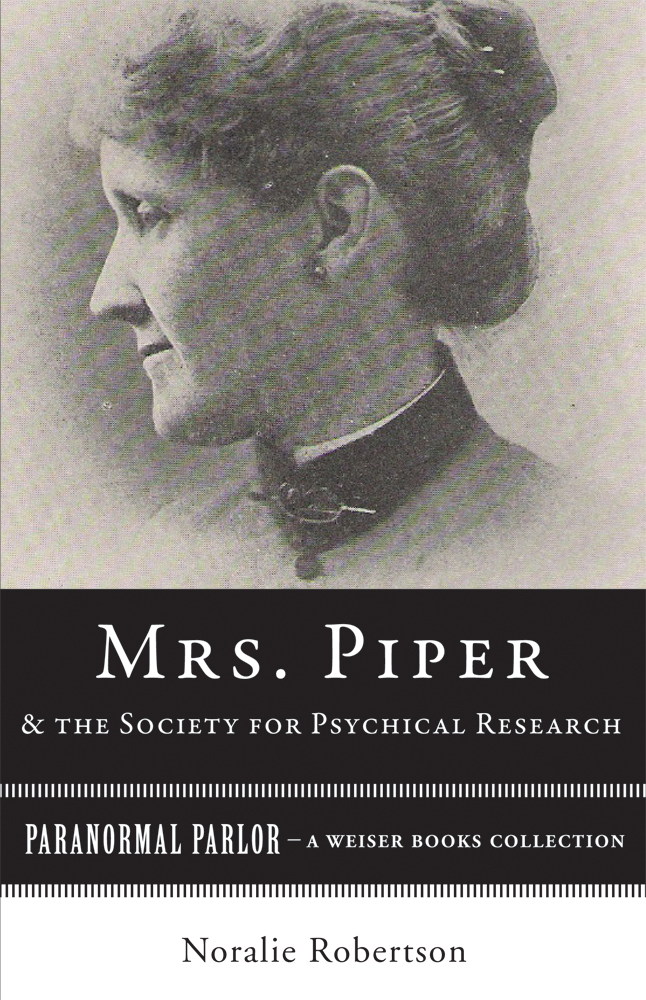 Mrs. Piper
& the Society for Psychical Research
PARANORMAL PARLOR – A WEISER BOOKS COLLECTION
Noralie Robertson